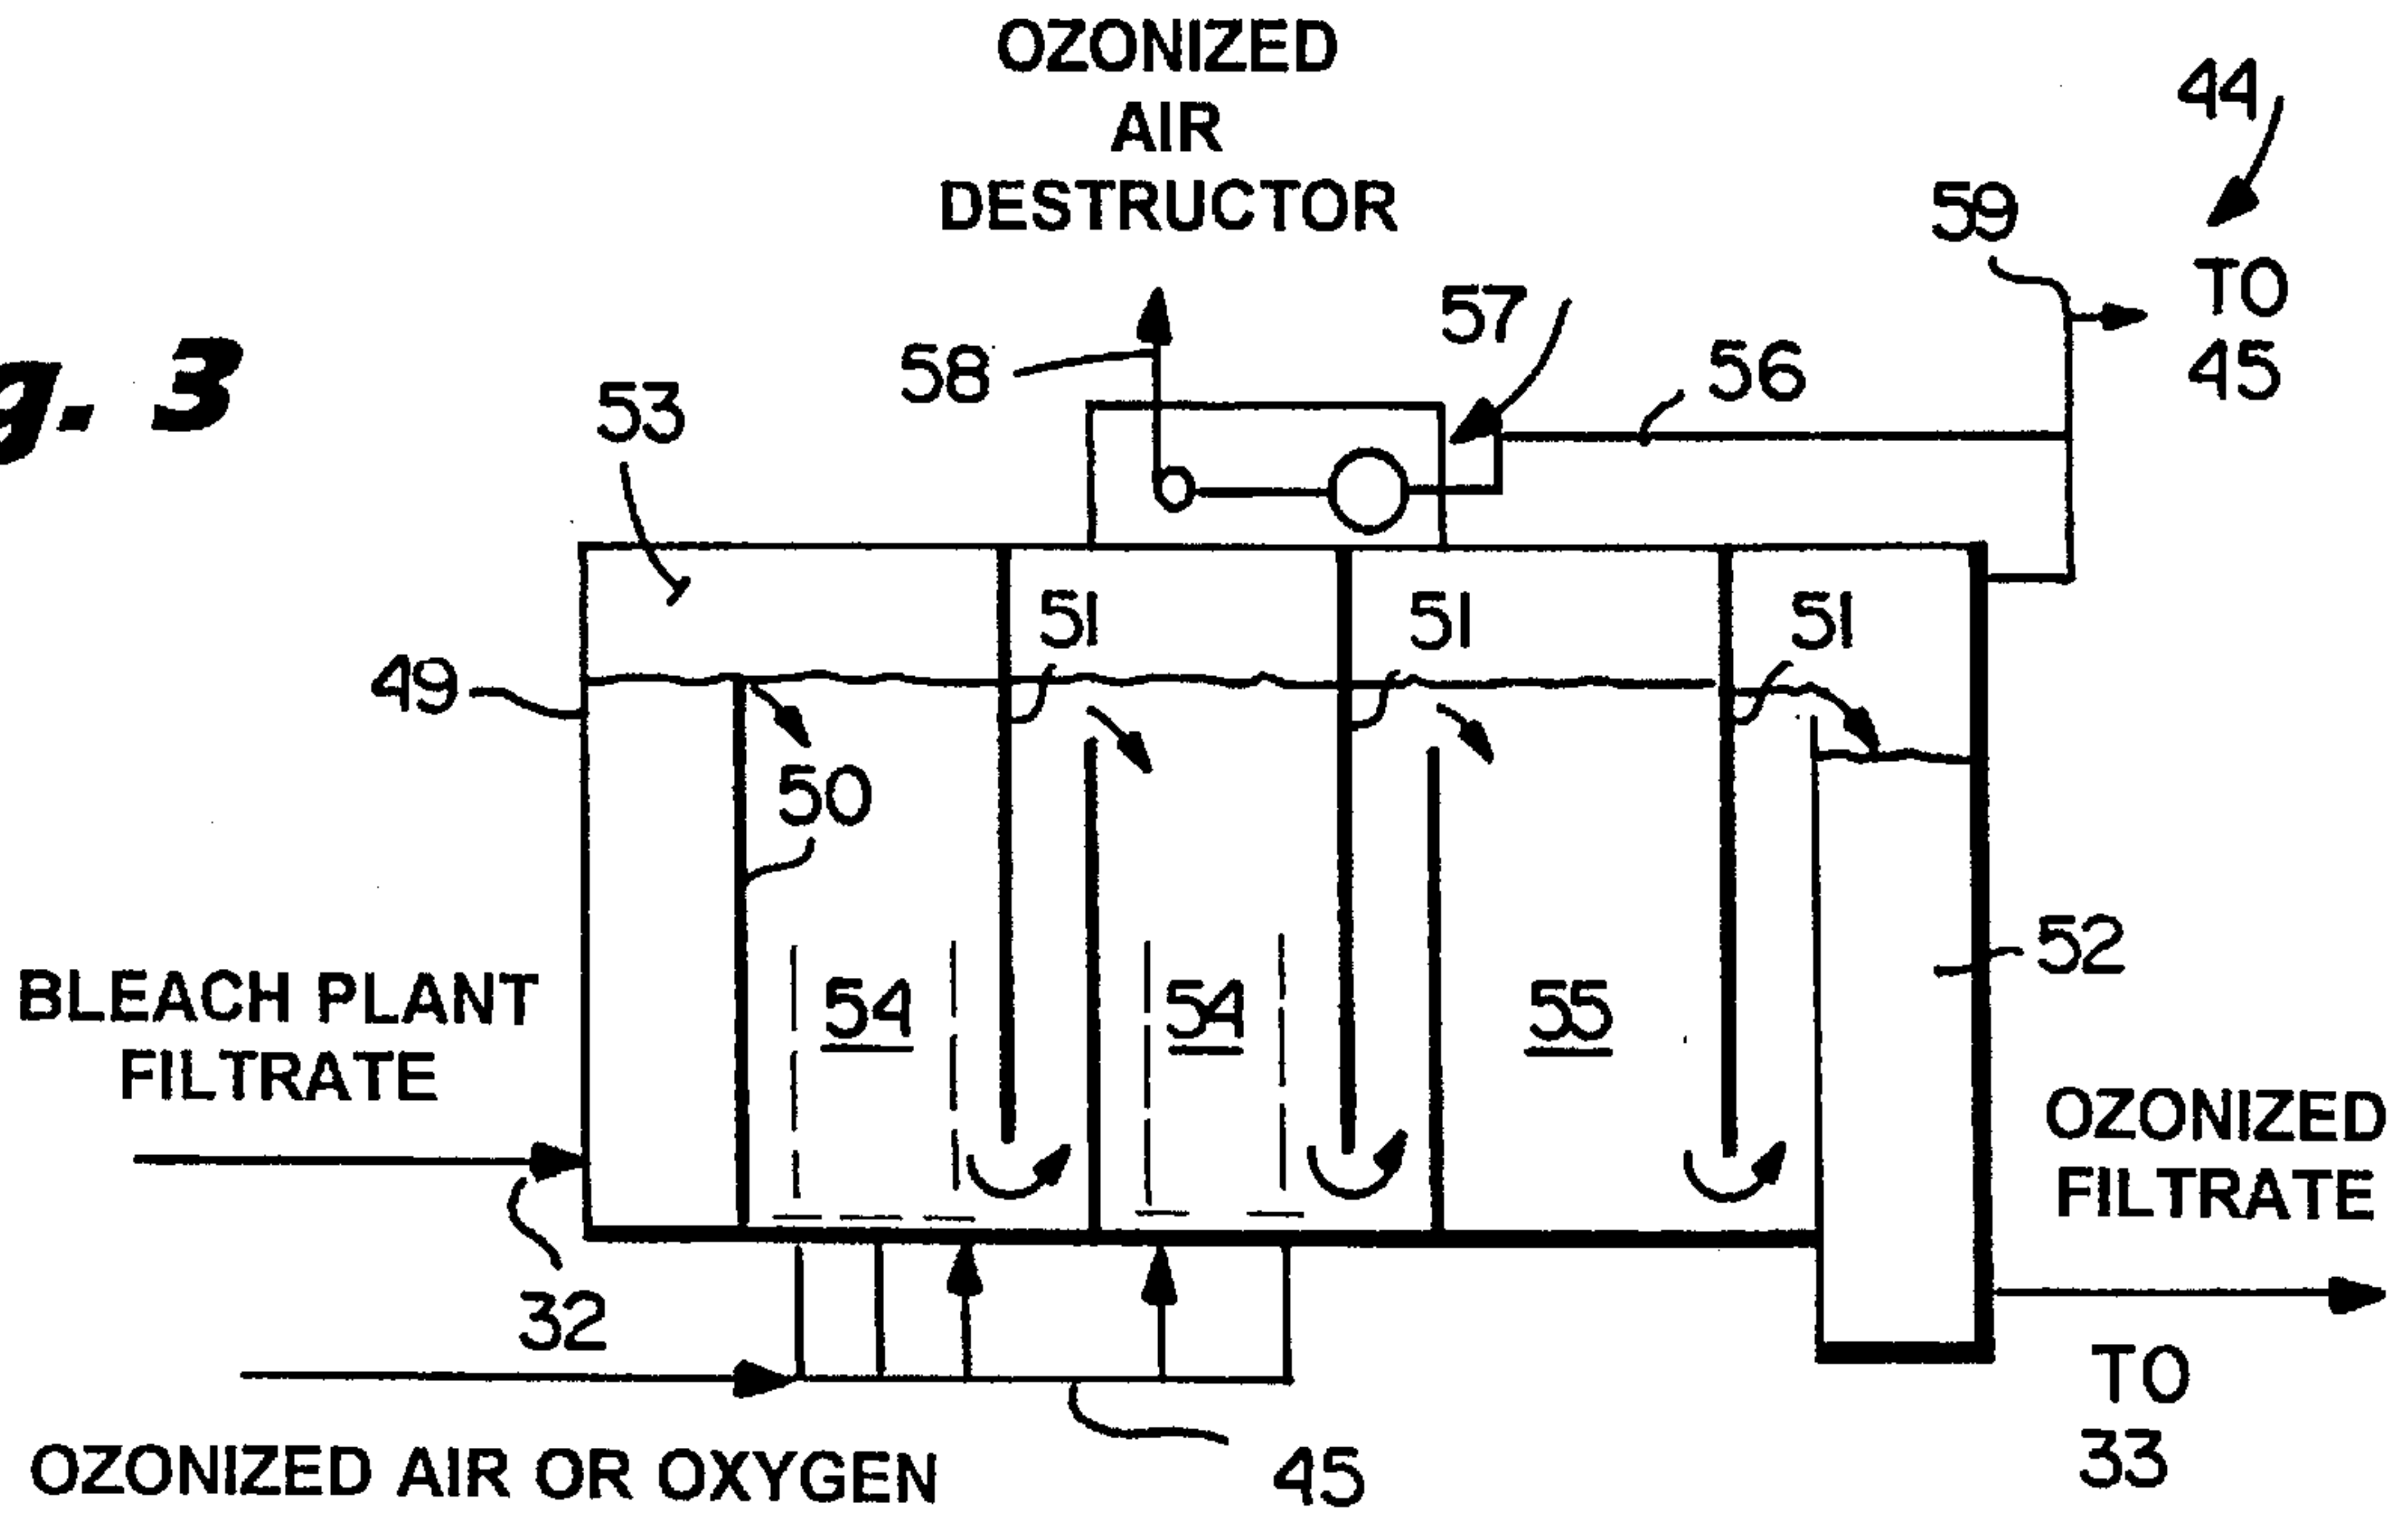 OZONIZED
AIR
DESTRUCTOR
44
59
TO
45
57
58
56
g. 3
53
51
51
51
49
50
52
54
54
55
BLEACH PLANT
FILTRATE
OZONIZED
FILTRATE
32
TO
33
OZONIZED AIR OR OXYGEN
45